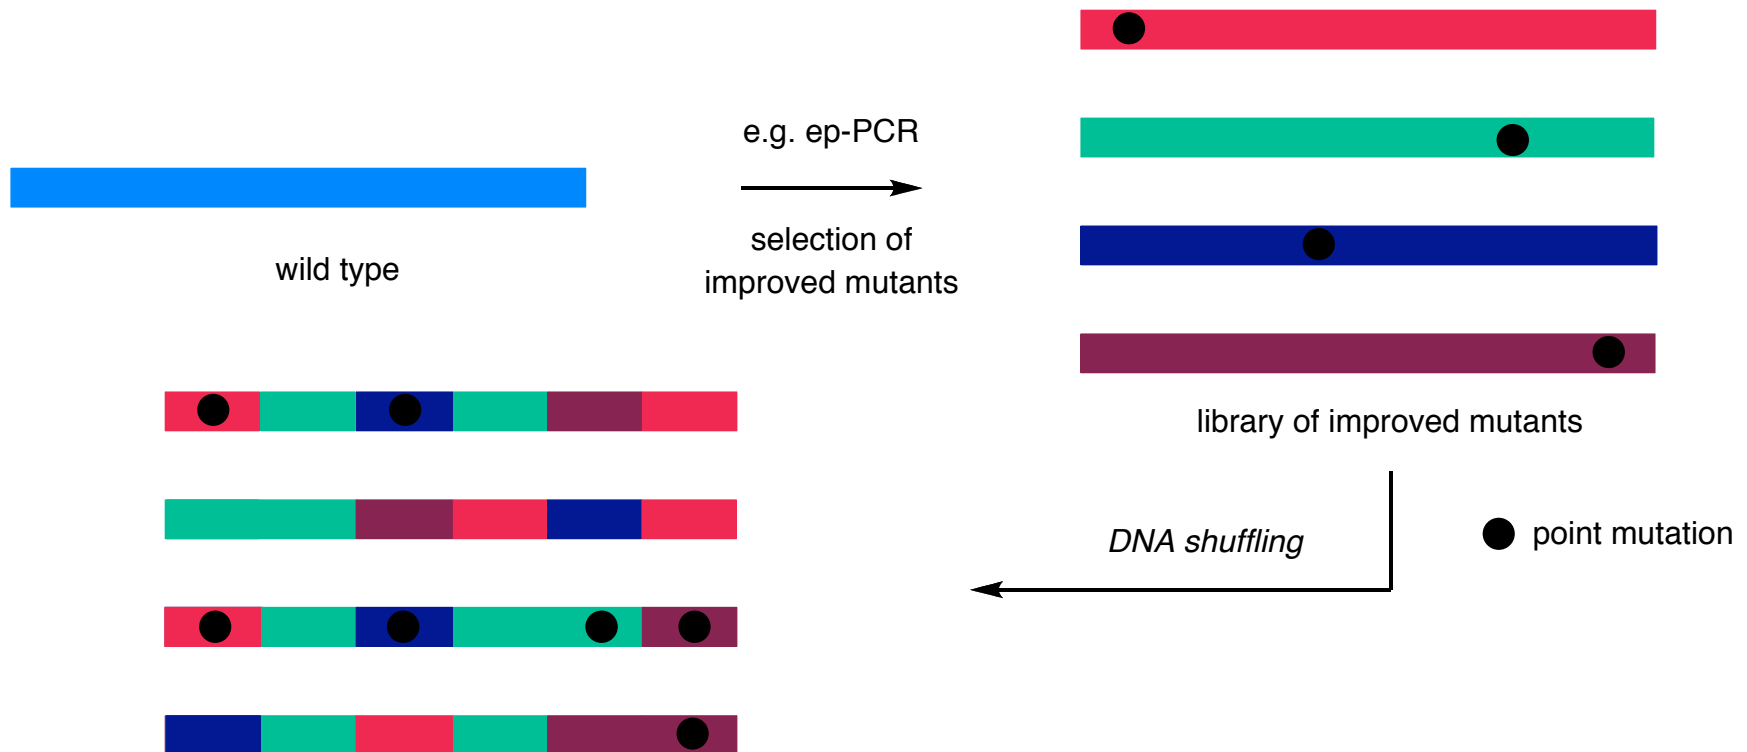 e.g. ep-PCR
selection of
improved mutants
wild type
library of improved mutants
DNA shuffling
point mutation